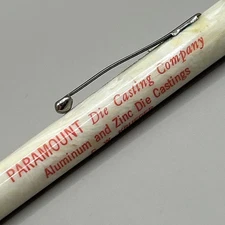 PARAMOUNT Die Casting Company
Aluminum and Zinc Die Castings